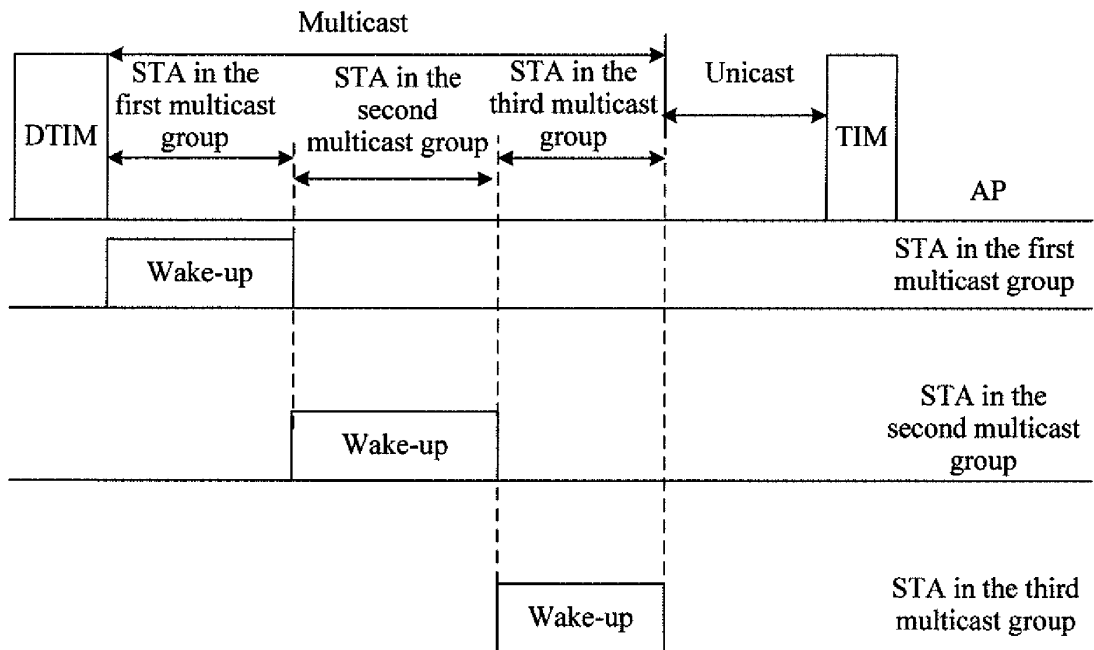 Multicast
DTIM
STA in the
first multicast
group
STA in the
second
multicast group
STA in the
third multicast
group
Unicast
TIM
AP
Wake-up
STA in the first
multicast group
Wake-up
STA in the
second multicast
group
Wake-up
STA in the third
multicast group